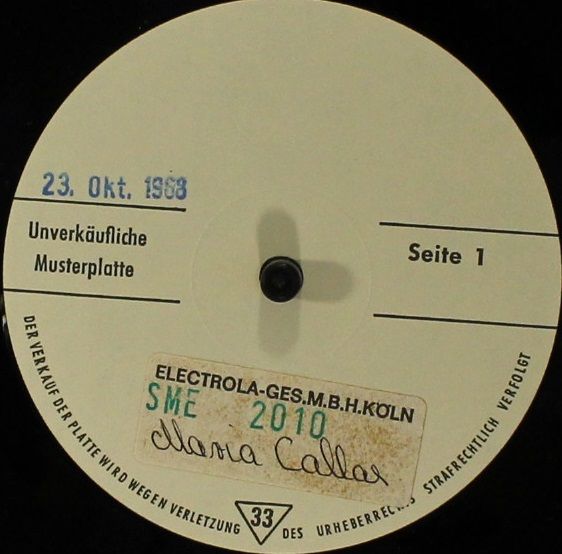 23. Okt. 1968
Unverkäufliche
Musterplatte
Seite 1
ELECTROLA-GES.M.B.H.KÖLN
SME 2010
Maria Callas
33
DER VERKAUF DER PLATTE WIRD WEGEN VERLETZUNG DES URHEBERRECHTS STRAFRECHTLICH VERFOLGT